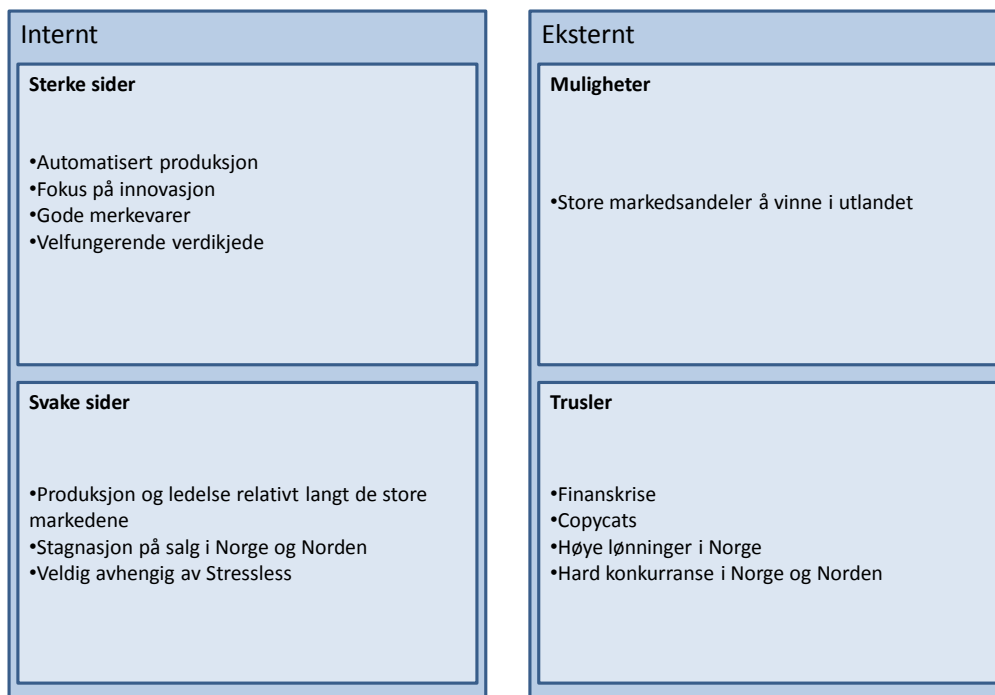 Internt
Sterke sider
•Automatisert produksjon
•Fokus på innovasjon
•Gode merkevarer
•Velfungerende verdikjede
Svake sider
•Produksjon og ledelse relativt langt de store
markedene
•Stagnasjon på salg i Norge og Norden
•Veldig avhengig av Stressless
Eksternt
Muligheter
•Store markedsandeler å vinne i utlandet
Trusler
•Finanskrise
•Copycats
•Høye lønninger i Norge
•Hard konkurranse i Norge og Norden